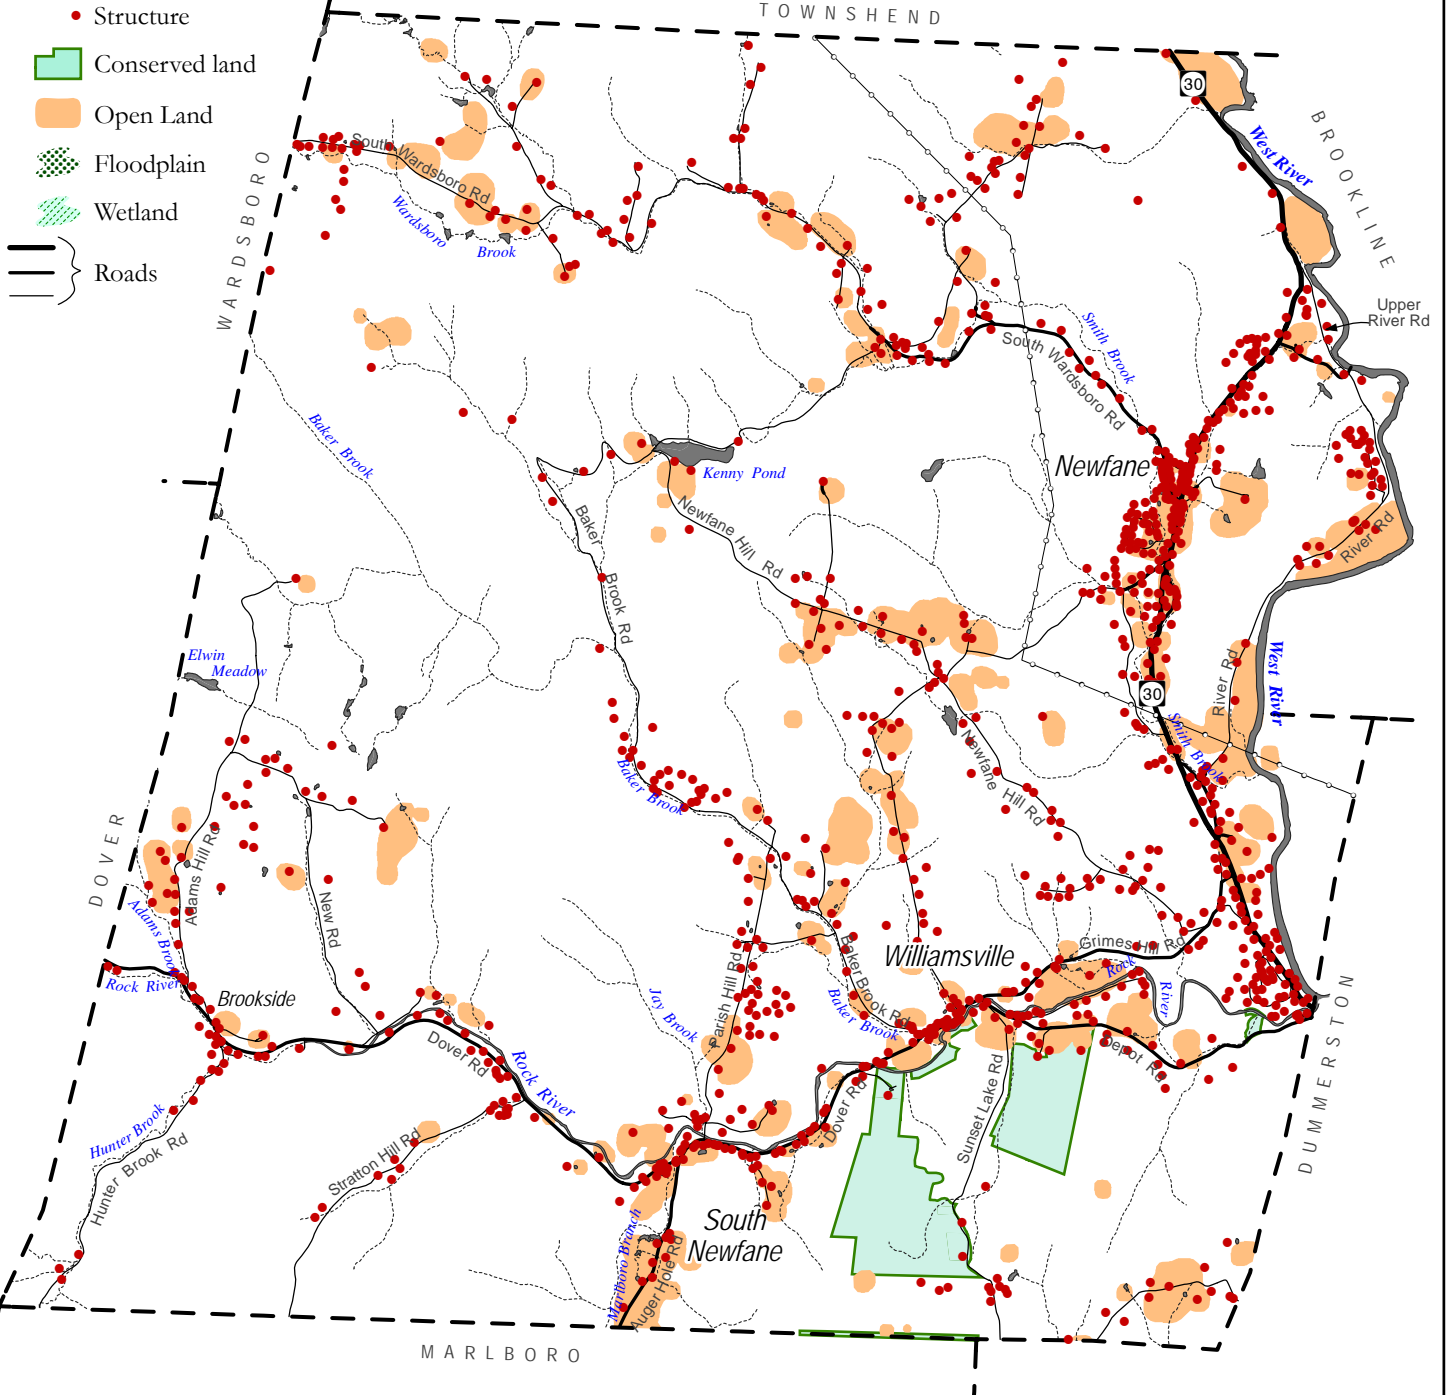 Structure
Conserved land
Open Land
Floodplain
Wetland
Roads
TOWNSHEND
30
West River
BROOKLINE
WARDSBORO
South Wardsboro Rd
Wardsboro
Brook
Upper
River Rd
Smith Brook
South Wardsboro Rd
Baker Brook
Newfane
Kenny Pond
Newfane Hill Rd
Baker
Brook Rd
River Rd
Elwin
Meadow
West River
River Rd
30
Smith Brook
Newfane
Hill Rd
Baker Brook
DOVER
Adams Hill Rd
New Rd
Adams Brook
Rock River
Brookside
Grimes Hill Rd
Williamsville
Rock
River
Baker Brook Rd
Baker Brook
Jay Brook
Parish Hill Rd
Dover Rd
Rock River
Depot Rd
Sunset Lake Rd
Dover Rd
DUMMERSTON
Hunter Brook
Hunter Brook Rd
Stratton Hill Rd
South
Newfane
Marlboro Branch
Auger Hole Rd
MARLBORO